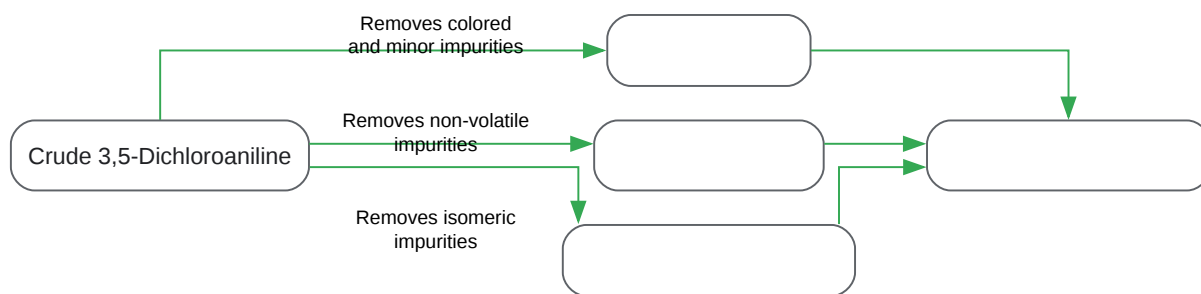 Removes colored
and minor impurities
Removes non-volatile
impurities
Crude 3,5-Dichloroaniline
Removes isomeric
impurities